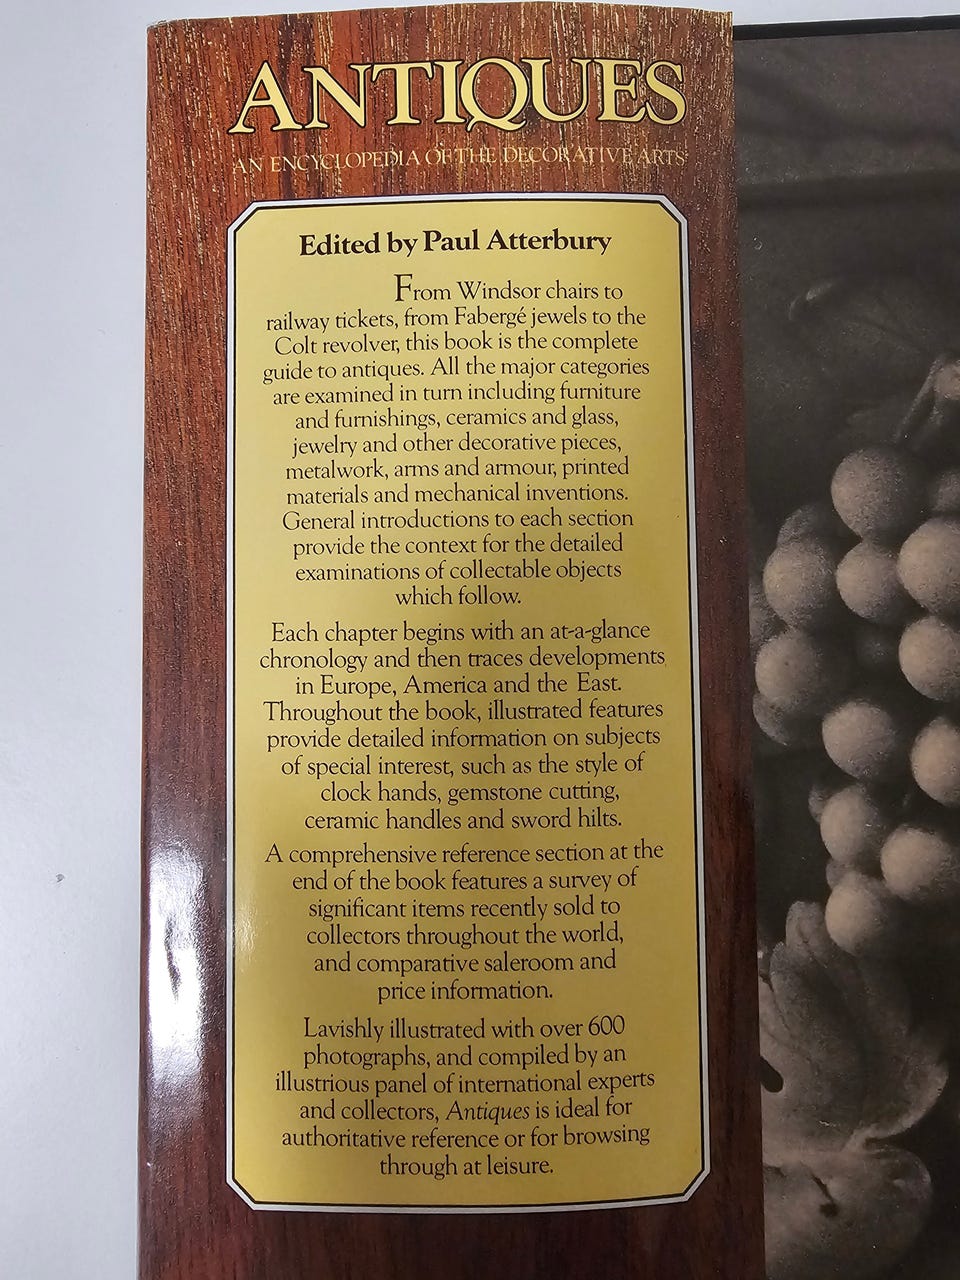 ANTIQUES
AN ENCYCLOPEDIA OF THE DECORATIVE ARTS
Edited by Paul Atterbury
From Windsor chairs to
railway tickets, from Fabergé jewels to the
Colt revolver, this book is the complete
guide to antiques. All the major categories
are examined in turn including furniture
and furnishings, ceramics and glass,
jewelry and other decorative pieces,
metalwork, arms and armour, printed
materials and mechanical inventions.
General introductions to each section
provide the context for the detailed
examinations of collectable objects
which follow.
Each chapter begins with an at-a-glance
chronology and then traces developments
in Europe, America and the East.
Throughout the book, illustrated features
provide detailed information on subjects
of special interest, such as the style of
clock hands, gemstone cutting,
ceramic handles and sword hilts.
A comprehensive reference section at the
end of the book features a survey of
significant items recently sold to
collectors throughout the world,
and comparative saleroom and
price information.
Lavishly illustrated with over 600
photographs, and compiled by an
illustrious panel of international experts
and collectors, Antiques is ideal for
authoritative reference or for browsing
through at leisure.